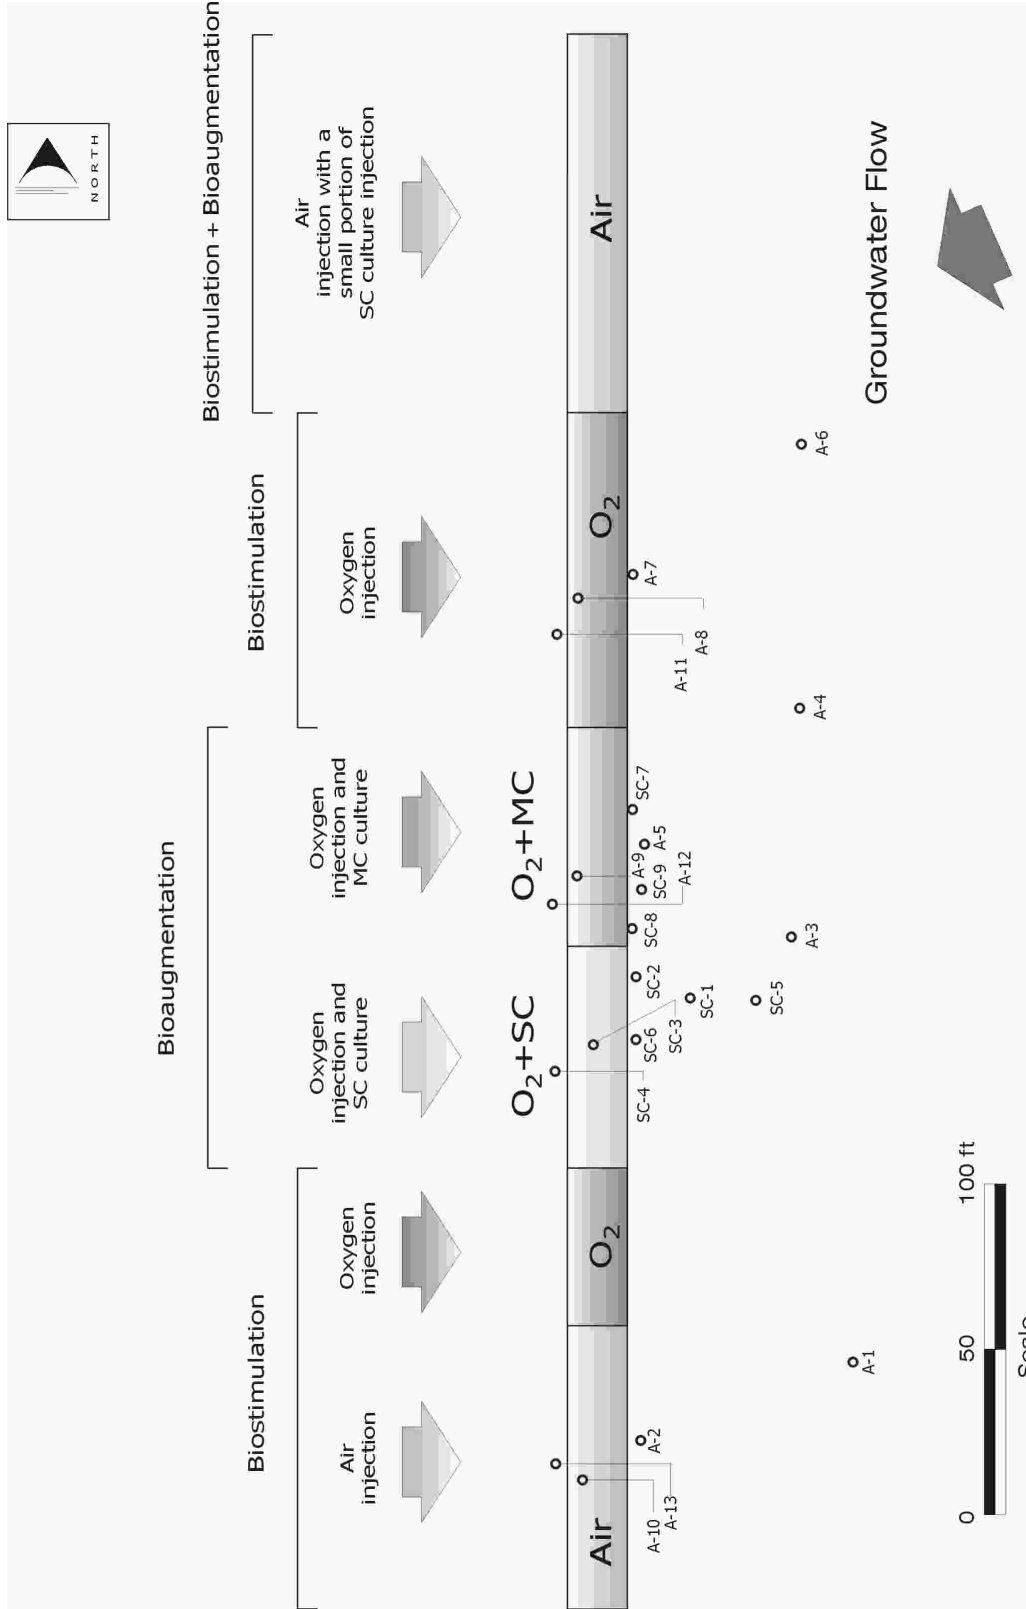 NORTH
Biostimulation
Bioaugmentation
Biostimulation
Biostimulation + Bioaugmentation
Air
injection
Oxygen
injection
Oxygen
injection and
SC culture
Oxygen
injection and
MC culture
Oxygen
injection
Air
injection with a
small portion of
SC culture injection
O₂+SC
O₂+MC
Air
O₂
O₂
Air
A-10
A-13
A-2
A-1
SC-4
SC-6
SC-3
SC-2
SC-1
SC-5
SC-8
SC-9
A-9
A-12
A-5
SC-7
A-3
A-4
A-11
A-8
A-7
A-6
Groundwater Flow
0
50
100 ft
Scale